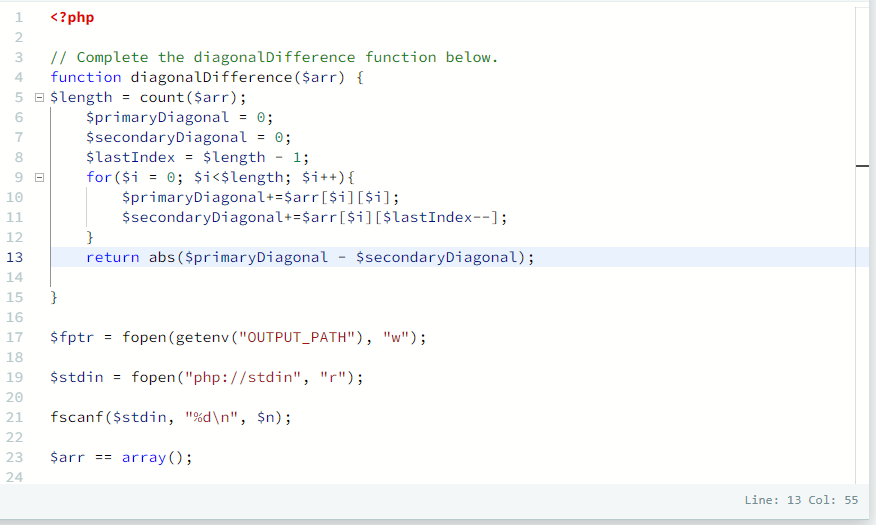 1 <?php
2
3 // Complete the diagonalDifference function below.
4 function diagonalDifference($arr) {
5 $length = count($arr);
6 $primaryDiagonal = 0;
7 $secondaryDiagonal = 0;
8 $lastIndex = $length - 1;
9 for($i = 0; $i<$length; $i++){
10 $primaryDiagonal+=$arr[$i][$i];
11 $secondaryDiagonal+=$arr[$i][$lastIndex--];
12 }
13 return abs($primaryDiagonal - $secondaryDiagonal);
14
15 }
16
17 $fptr = fopen(getenv("OUTPUT_PATH"), "w");
18
19 $stdin = fopen("php://stdin", "r");
20
21 fscanf($stdin, "%d\n", $n);
22
23 $arr == array();
24
Line: 13 Col: 55